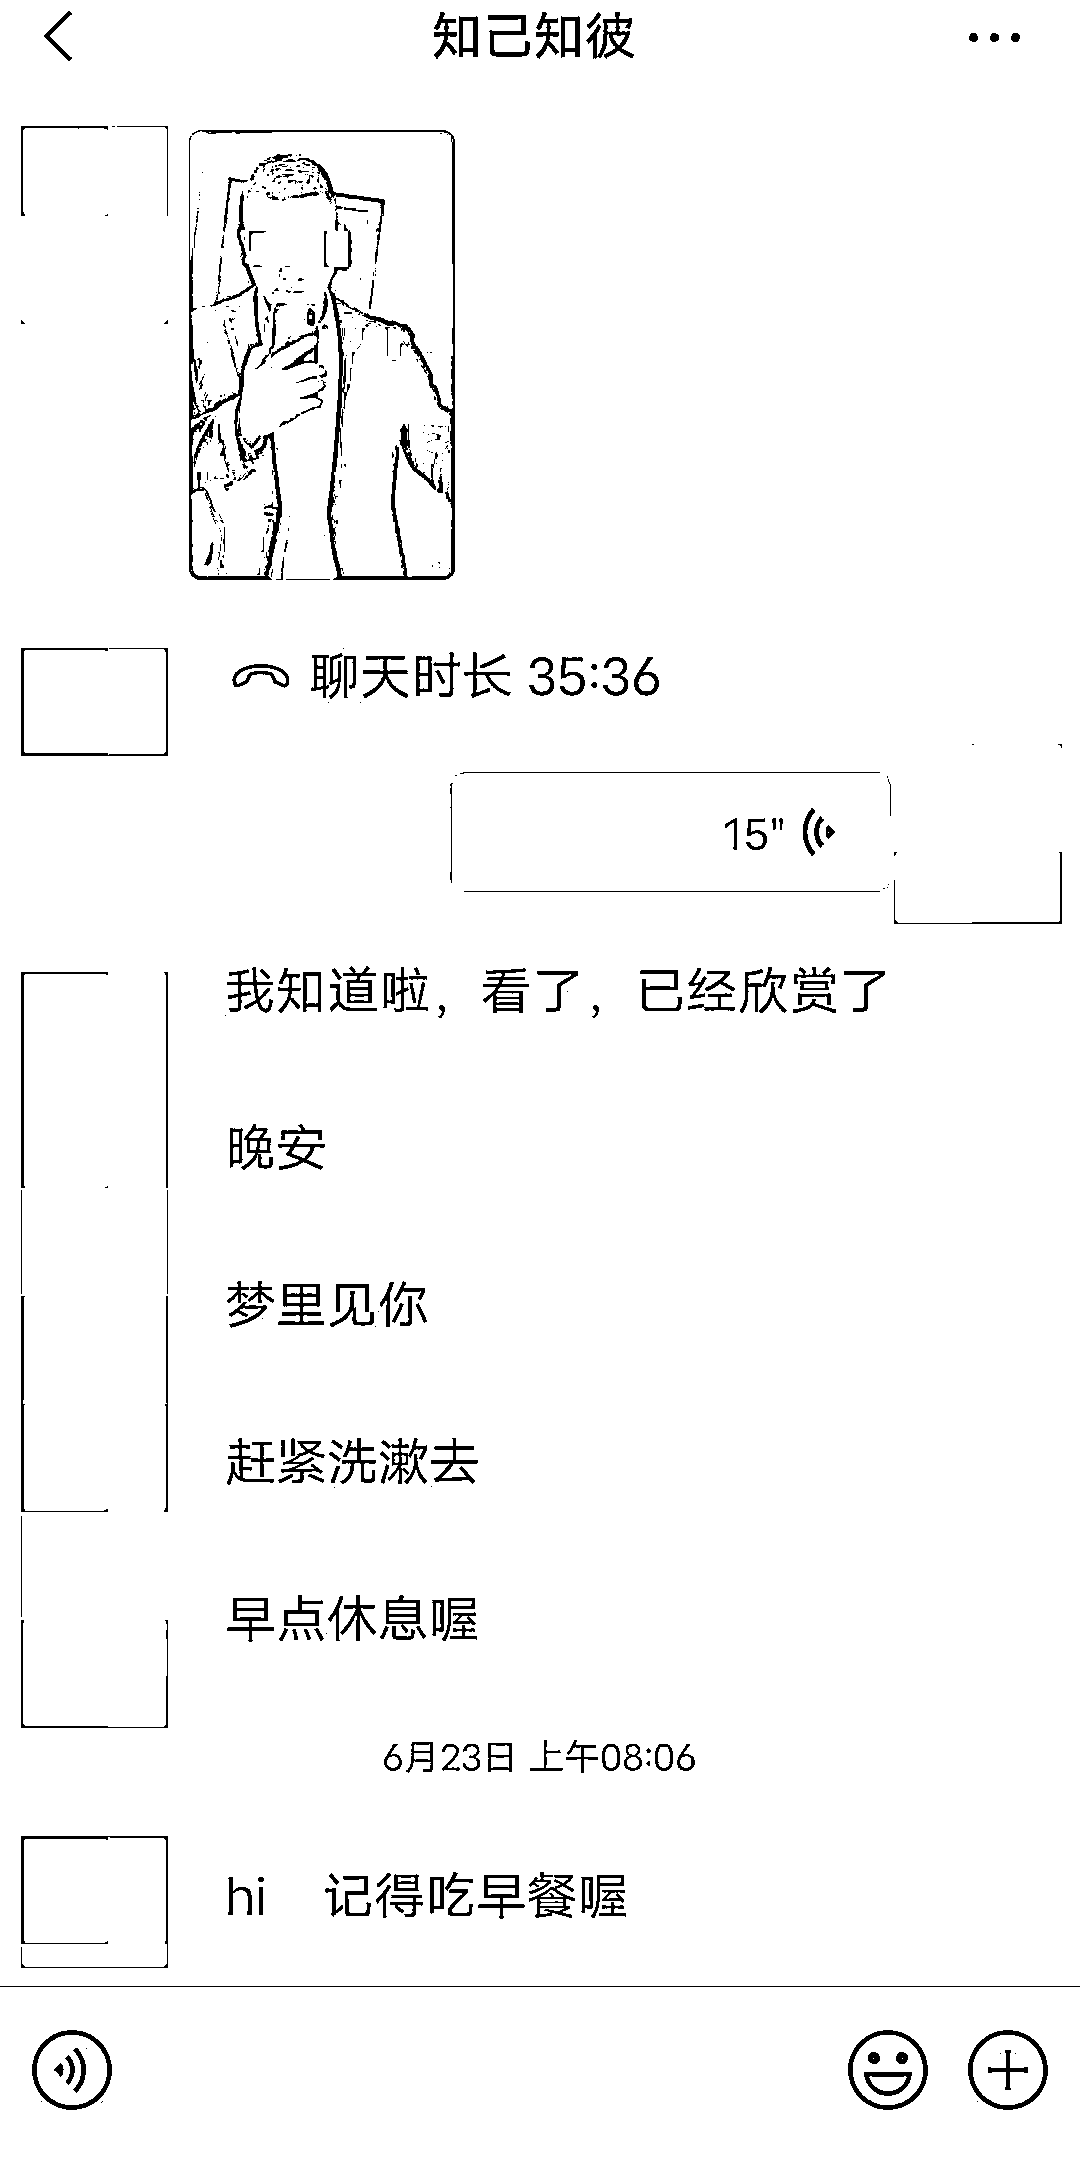 知己知彼
聊天时长 35:36
15"
我知道啦，看了，已经欣赏了
晚安
梦里见你
赶紧洗漱去
早点休息喔
6月23日 上午08:06
hi 记得吃早餐喔